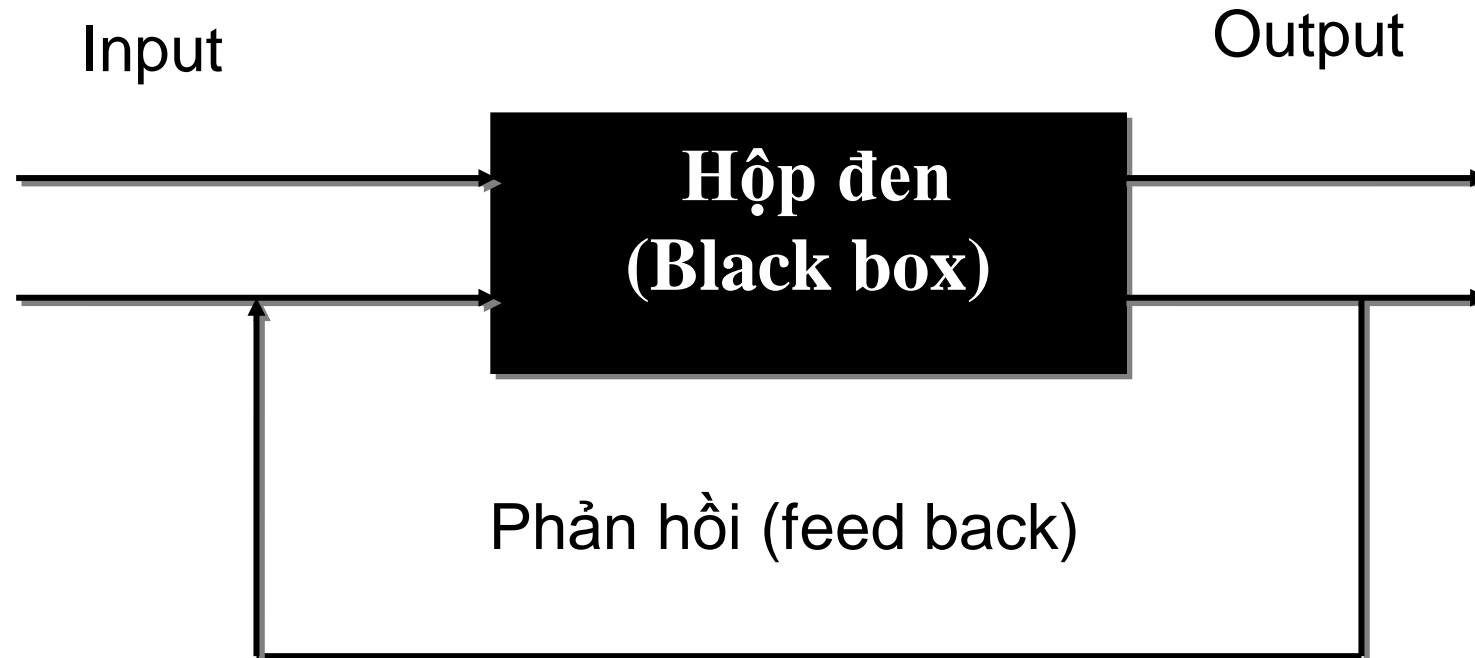 Input
Output
Hộp đen
(Black box)
Phản hồi (feed back)